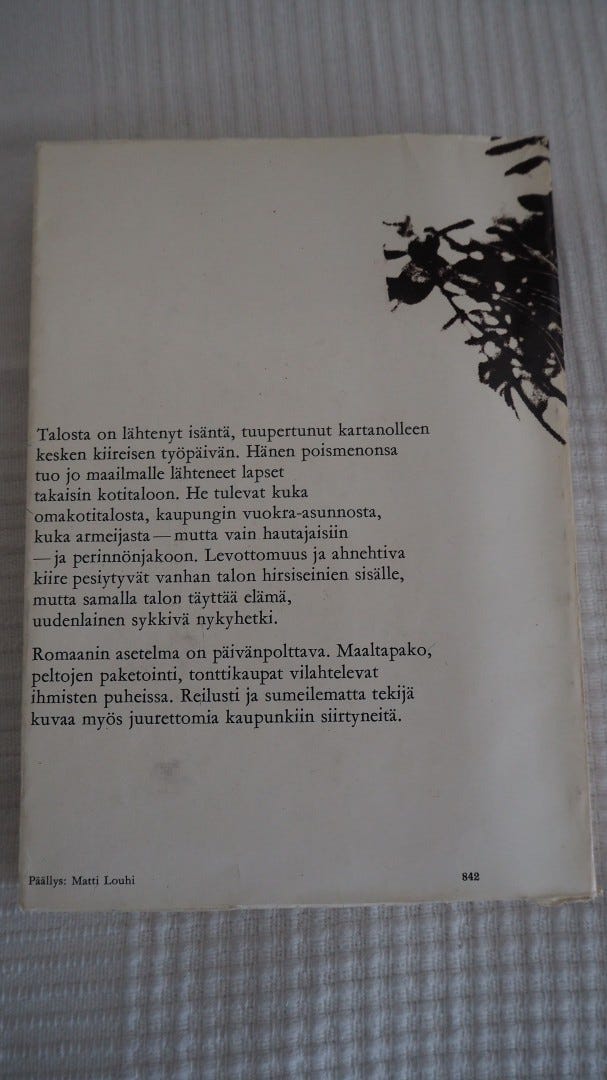 Talosta on lähtenyt isäntä, tuupertunut kartanolleen
kesken kiireisen työpäivän. Hänen poismenonsa
tuo jo maailmalle lähteneet lapset
takaisin kotitaloon. He tulevat kuka
omakotitalosta, kaupungin vuokra-asunnosta,
kuka armeijasta — mutta vain hautajaisiin
— ja perinnönjakoon. Levottomuus ja ahnehtiva
kiire pesiytyvät vanhan talon hirsiseinien sisälle,
mutta samalla talon täyttää elämä,
uudenlainen sykkivä nykyhetki.
Romaanin asetelma on päivänpolttava. Maaltapako,
peltojen paketointi, tonttikaupat vilahtelevat
ihmisten puheissa. Reilusti ja sumeilematta tekijä
kuvaa myös juurettomia kaupunkiin siirtyneitä.
Päällys: Matti Louhi
842